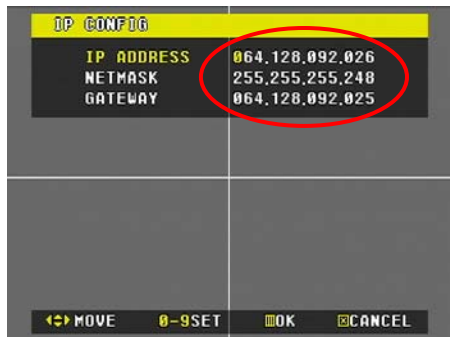 IP CONFIG
IP ADDRESS 064.128.092.026
NETMASK 255.255.255.248
GATEWAY 064.128.092.025
MOVE 0-9SET OK CANCEL